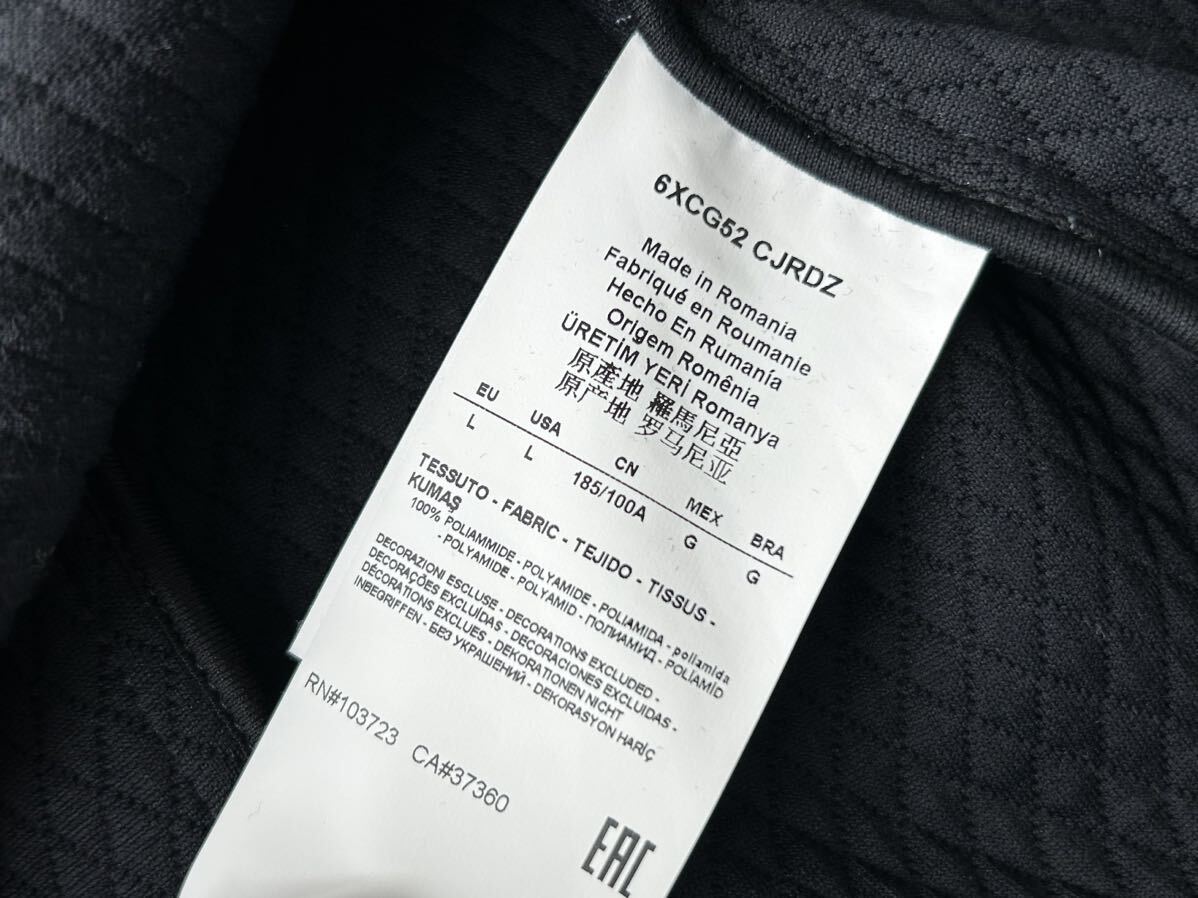 6XCG52 CJRDZ
Made in Romania
Fabriqué en Roumanie
Hecho En Rumanía
Origem Romênia
ÜRETİM YERİ Romanya
原產地 羅馬尼亞
原产地 罗马尼亚
EU USA CN MEX BRA
L L 185/100A G G
TESSUTO - FABRIC - TEJIDO - TISSUS -
KUMAŞ
100% POLIAMMIDE - POLYAMIDE - POLIAMIDA - poliamida
- POLYAMIDE - POLYAMID - ПОЛИАМИД - POLİAMİD
DECORAZIONI ESCLUSE - DECORATIONS EXCLUDED -
DECORAÇÕES EXCLUÍDAS - DECORACIONES EXCLUIDAS -
DÉCORATIONS EXCLUES - DEKORATIONEN NICHT
INBEGRIFFEN - БЕЗ УКРАШЕНИЙ - DEKORASYON HARİÇ
RN#103723 CA#37360
EAC